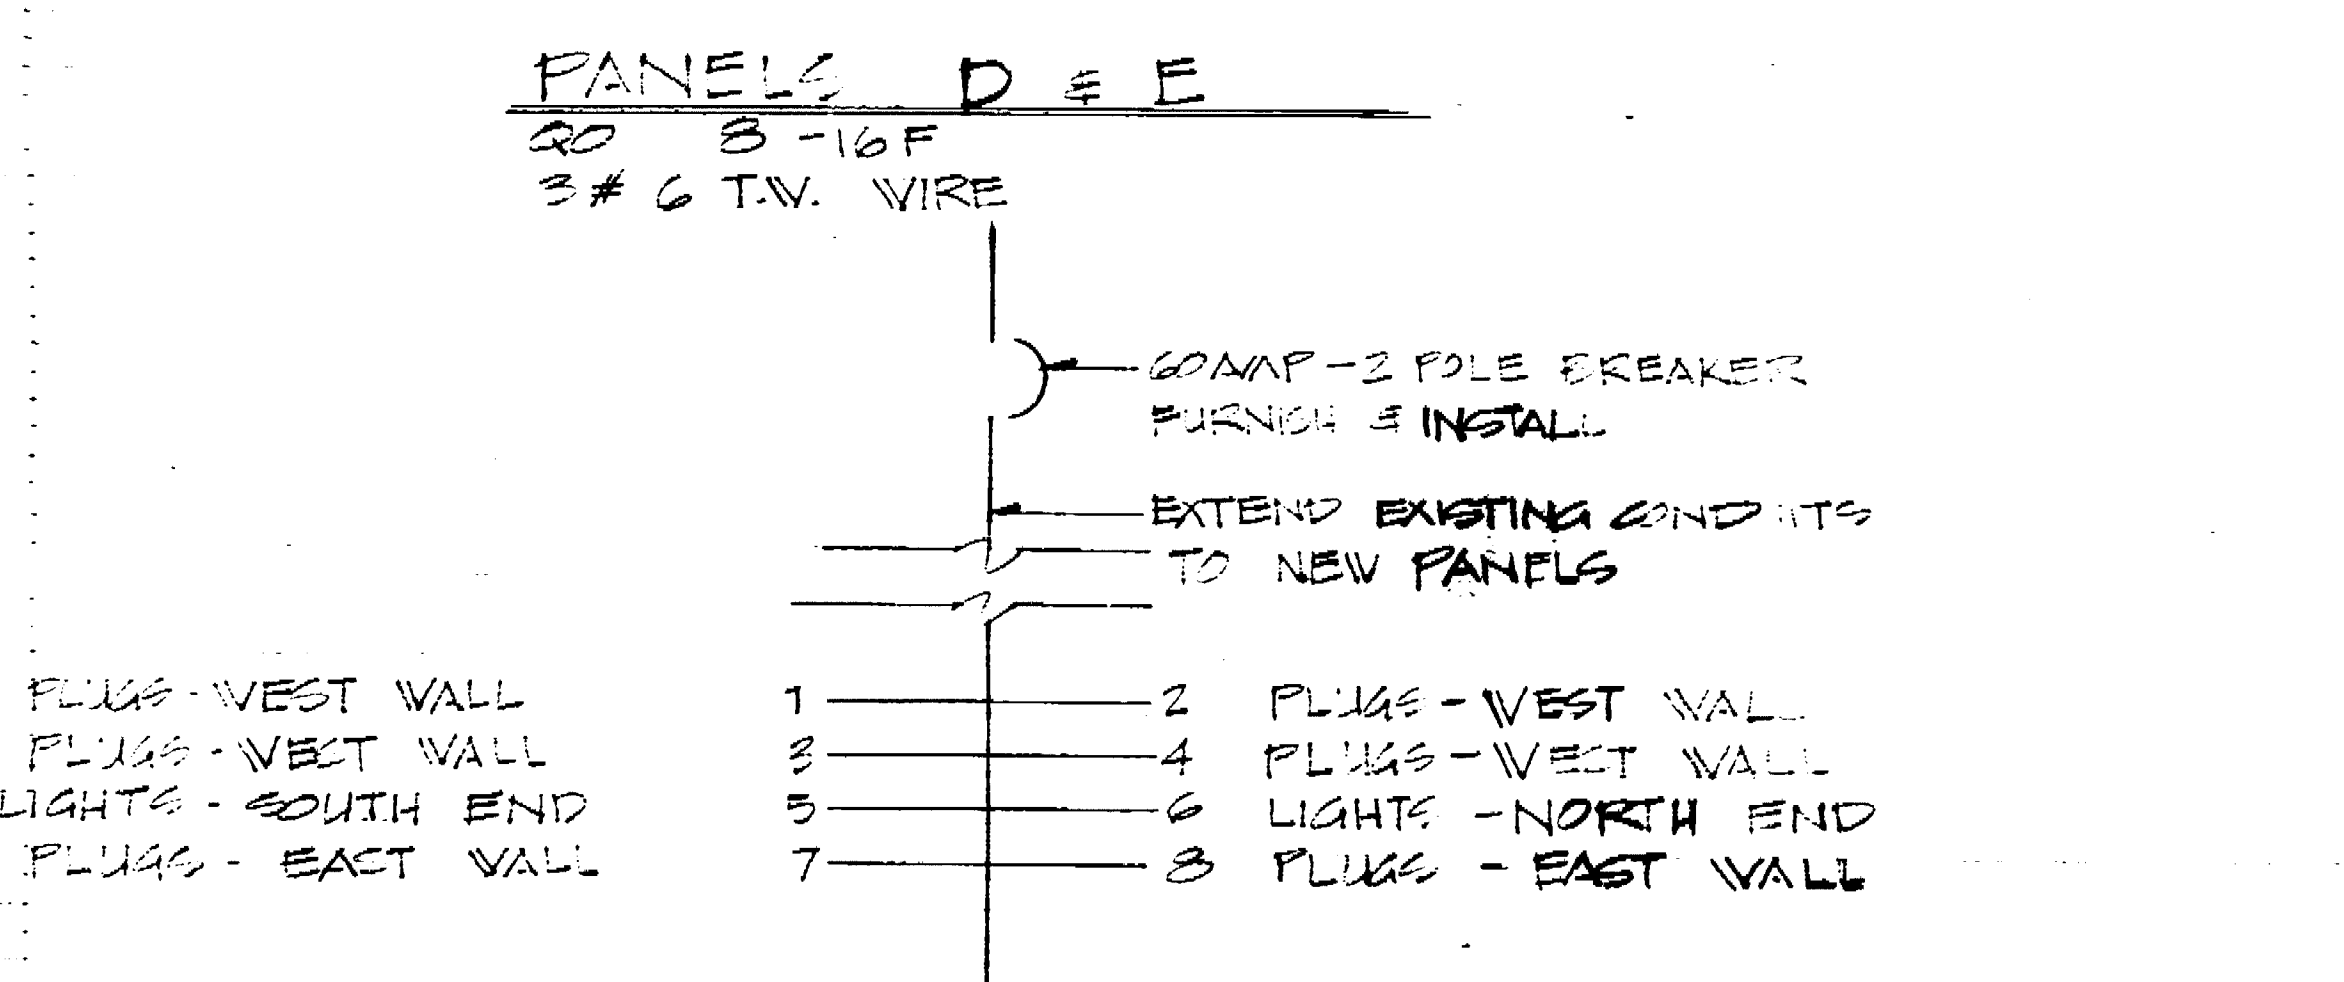 PANELS D & E
QO 8-16F
3 # 6 T.W. WIRE
60 AMP - 2 POLE BREAKER
FURNISH & INSTALL
EXTEND EXISTING CONDUITS
TO NEW PANELS
PLUGS - WEST WALL 1 2 PLUGS - WEST WALL
PLUGS - WEST WALL 3 4 PLUGS - WEST WALL
LIGHTS - SOUTH END 5 6 LIGHTS - NORTH END
PLUGS - EAST WALL 7 8 PLUGS - EAST WALL